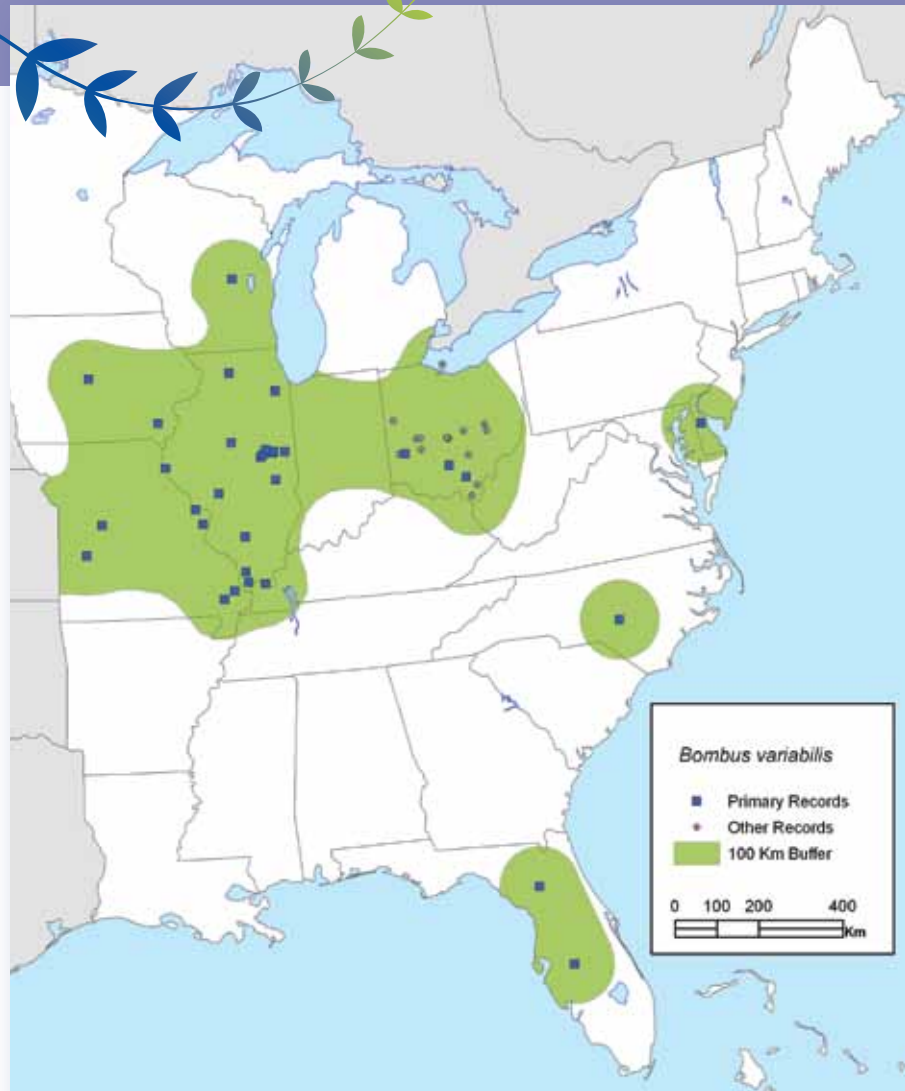 Bombus variabilis
Primary Records
Other Records
100 Km Buffer
0 100 200 400
Km